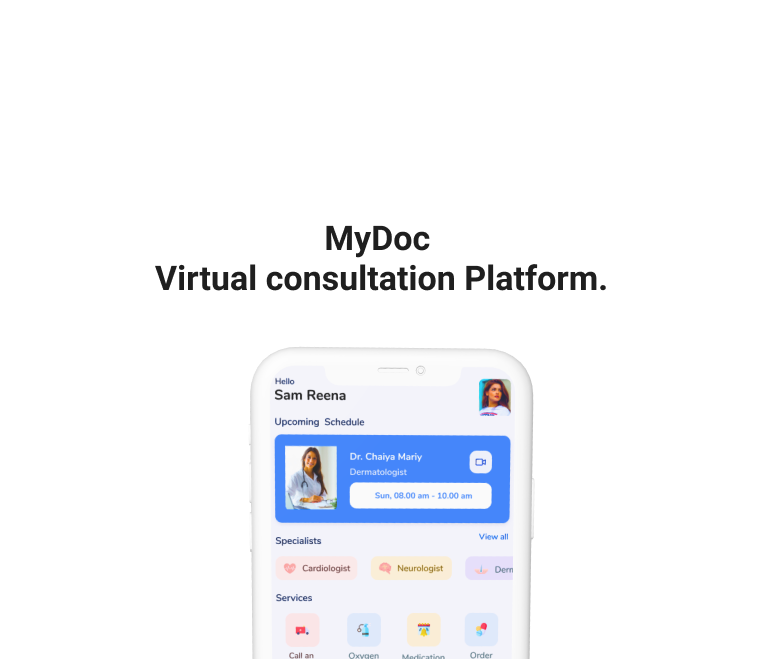 MyDoc
Virtual consultation Platform.
Hello
Sam Reena
Upcoming Schedule
Dr. Chaiya Mariy
Dermatologist
Sun, 08.00 am - 10.00 am
Specialists
View all
Cardiologist
Neurologist
Derm
Services
Call an
Oxygen
Medication
Order